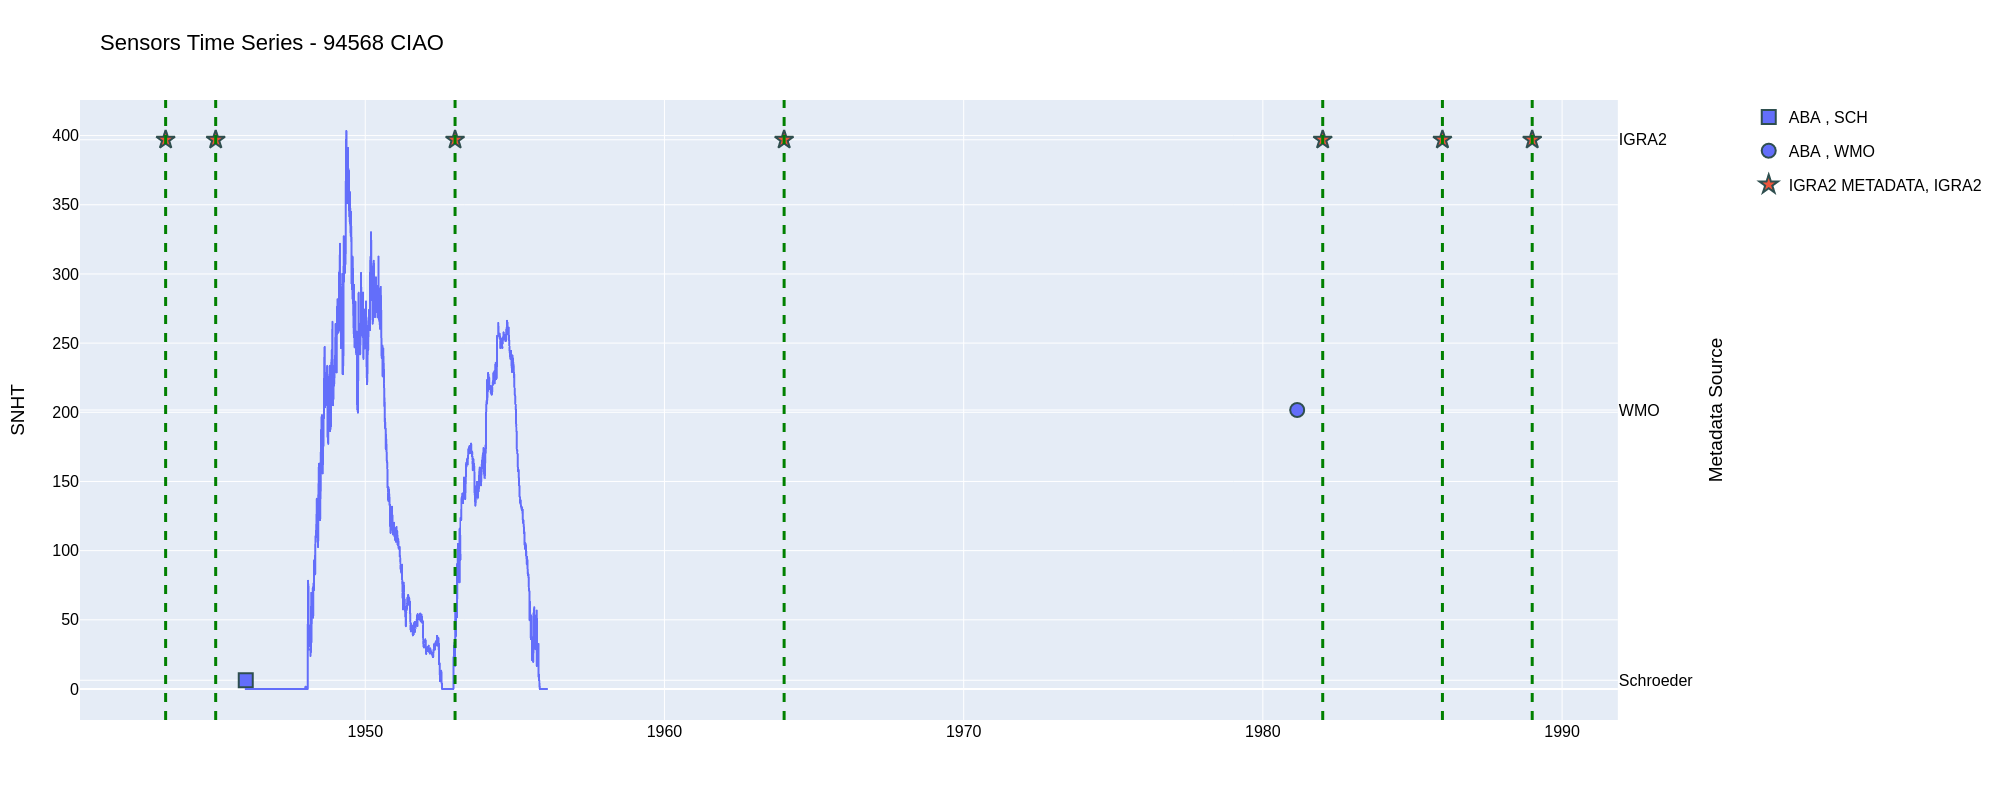 Sensors Time Series - 94568 CIAO
400
350
300
250
200
150
100
50
0
SNHT
1950
1960
1970
1980
1990
IGRA2
WMO
Schroeder
Metadata Source
ABA , SCH
ABA , WMO
IGRA2 METADATA, IGRA2